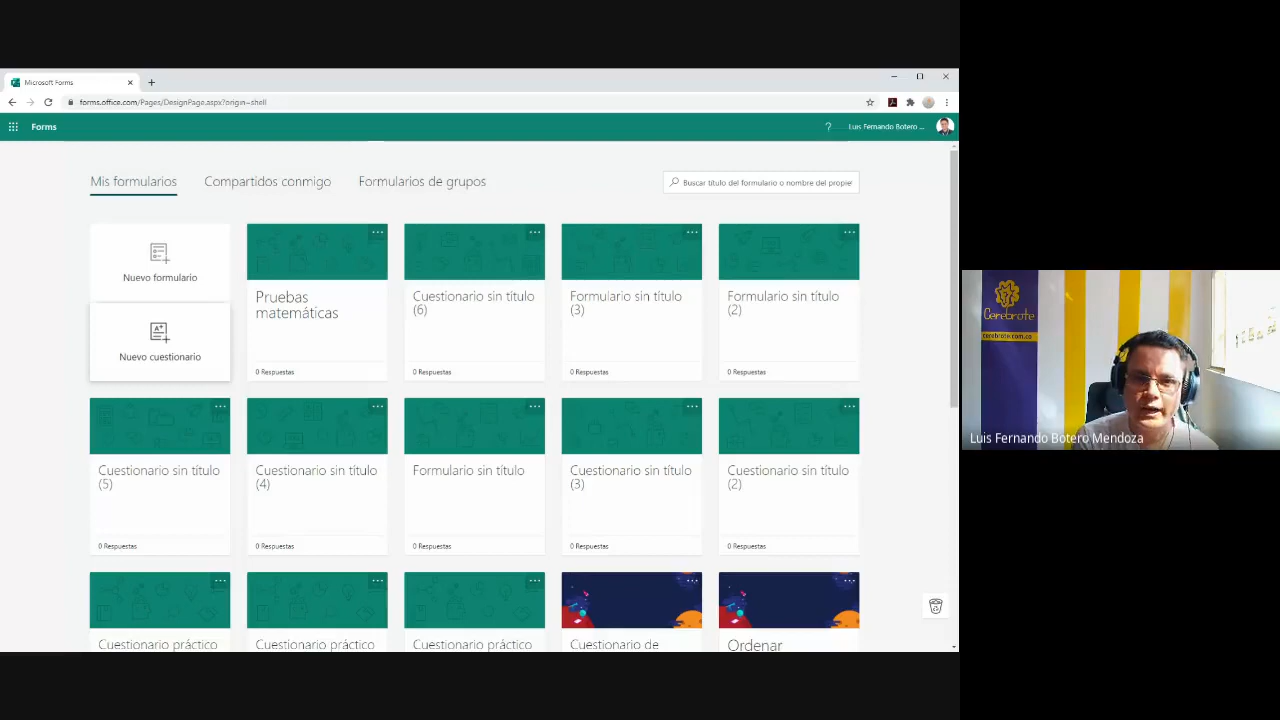 Microsoft Forms
forms.office.com/Pages/DesignPage.aspx?origin=shell
Forms
?
Luis Fernando Botero ...
Mis formularios
Compartidos conmigo
Formularios de grupos
Buscar título del formulario o nombre del propie
Nuevo formulario
Nuevo cuestionario
Pruebas
matemáticas
0 Respuestas
Cuestionario sin título
(6)
0 Respuestas
Formulario sin título
(3)
0 Respuestas
Formulario sin título
(2)
0 Respuestas
Cuestionario sin título
(5)
0 Respuestas
Cuestionario sin título
(4)
0 Respuestas
Formulario sin título
0 Respuestas
Cuestionario sin título
(3)
0 Respuestas
Cuestionario sin título
(2)
0 Respuestas
Cuestionario práctico
Cuestionario práctico
Cuestionario práctico
Cuestionario de
Ordenar
Cerebrote
cerebrote.com.co
Luis Fernando Botero Mendoza